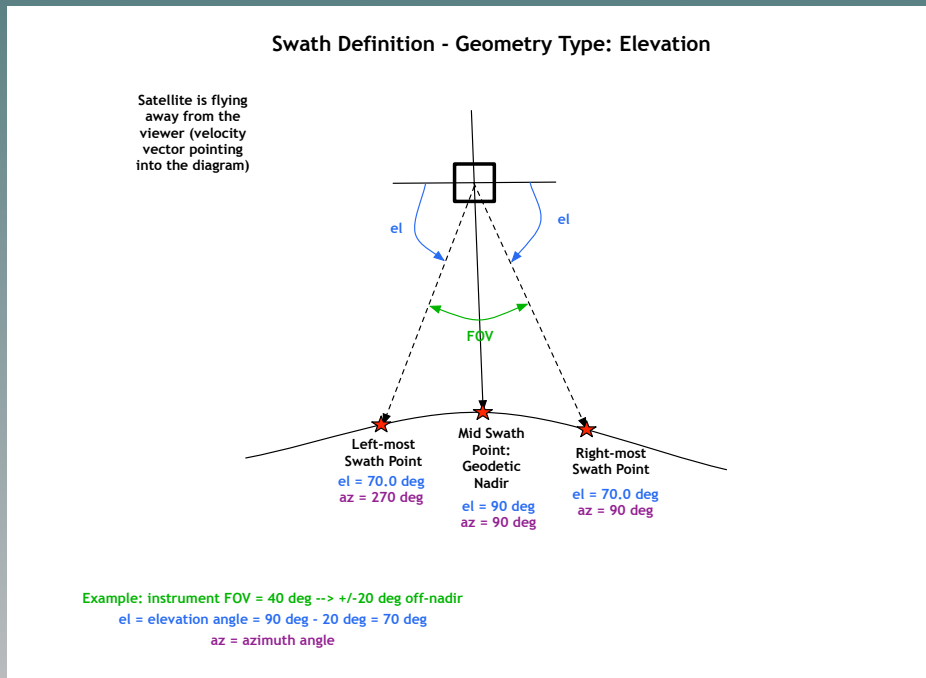 Swath Definition - Geometry Type: Elevation
Satellite is flying
away from the
viewer (velocity
vector pointing
into the diagram)
el
el
FOV
Left-most
Swath Point
el = 70.0 deg
az = 270 deg
Mid Swath
Point:
Geodetic
Nadir
el = 90 deg
az = 90 deg
Right-most
Swath Point
el = 70.0 deg
az = 90 deg
Example: instrument FOV = 40 deg --> +/-20 deg off-nadir
el = elevation angle = 90 deg - 20 deg = 70 deg
az = azimuth angle